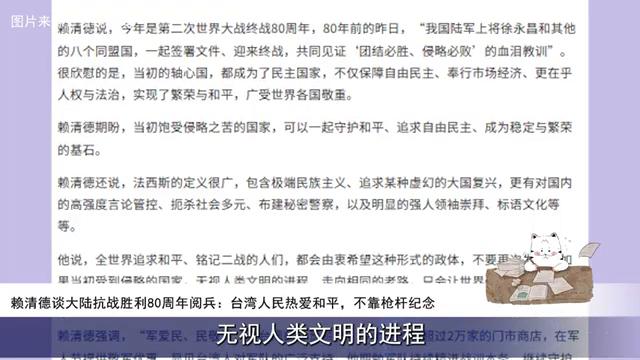 图片来
赖清德说，今年是第二次世界大战终战80周年，80年前的昨日，“我国陆军上将徐永昌和其他
的八个同盟国，一起签署文件、迎来终战，共同见证‘团结必胜、侵略必败’的血泪教训”。
很欣慰的是，当初的轴心国，都成为了民主国家，不仅保障自由民主、奉行市场经济、更在乎
人权与法治，实现了繁荣与和平，广受世界各国敬重。
赖清德期盼，当初饱受侵略之苦的国家，可以一起守护和平、追求自由民主、成为稳定与繁荣
的基石。
赖清德还说，法西斯的定义很广，包含极端民族主义、追求某种虚幻的大国复兴，更有对国内
的高强度言论管控、扼杀社会多元、布建秘密警察，以及明显的强人领袖崇拜、标语文化等
等。
他说，全世界追求和平、铭记二战的人们，都会由衷希望这种形式的政体，不要再次发
果当初受到侵略的国家，无视人类文明的进程，走向相同的老路，只会让世界
赖清德谈大陆抗战胜利80周年阅兵：台湾人民热爱和平，不靠枪杆纪念
赖清德强调，“军爱民、民敬
超过2万家的门市商店，在军
无视人类文明的进程